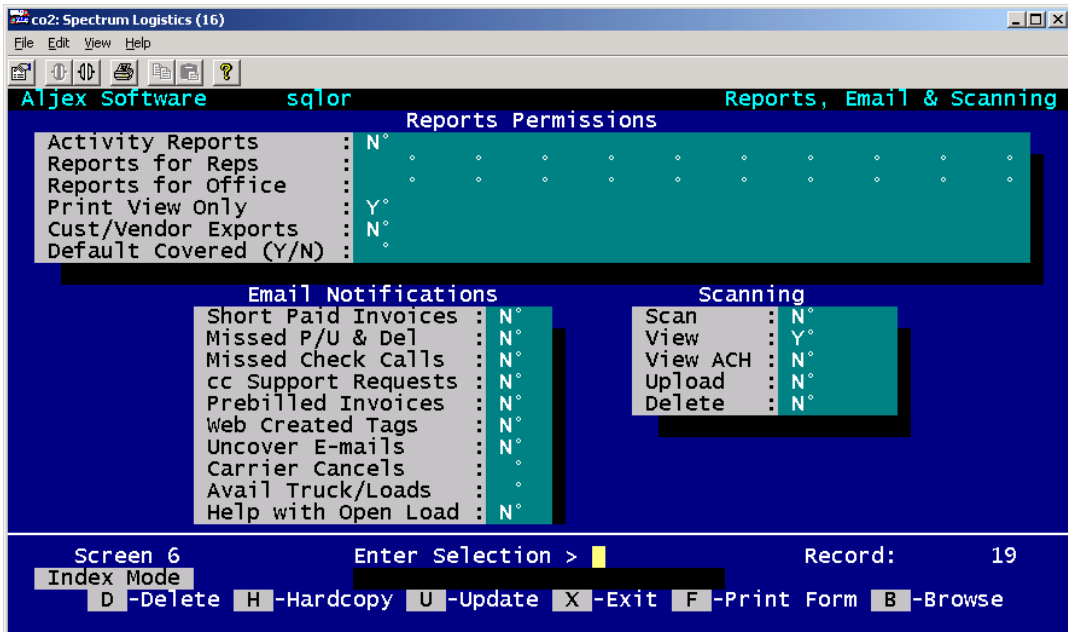 co2: Spectrum Logistics (16)
File Edit View Help
Aljex Software sqlor Reports, Email & Scanning
Reports Permissions
Activity Reports : N°
Reports for Reps : ° ° ° ° ° ° ° ° ° °
Reports for Office : ° ° ° ° ° ° ° ° ° °
Print View Only : Y°
Cust/Vendor Exports : N°
Default Covered (Y/N) : °
Email Notifications
Short Paid Invoices : N°
Missed P/U & Del : N°
Missed Check Calls : N°
cc Support Requests : N°
Prebilled Invoices : N°
Web Created Tags : N°
Uncover E-mails : N°
Carrier Cancels : °
Avail Truck/Loads : °
Help with Open Load : N°
Scanning
Scan : N°
View : Y°
View ACH : N°
Upload : N°
Delete : N°
Screen 6 Enter Selection > Record: 19
Index Mode
D -Delete H -Hardcopy U -Update X -Exit F -Print Form B -Browse